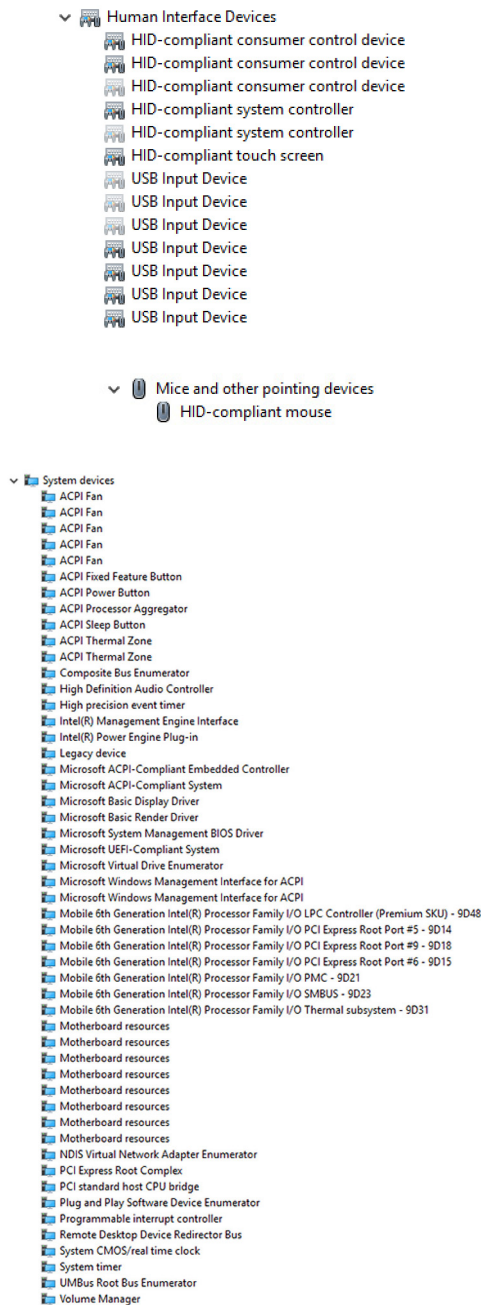 Human Interface Devices
HID-compliant consumer control device
HID-compliant consumer control device
HID-compliant consumer control device
HID-compliant system controller
HID-compliant system controller
HID-compliant touch screen
USB Input Device
USB Input Device
USB Input Device
USB Input Device
USB Input Device
USB Input Device
USB Input Device
Mice and other pointing devices
HID-compliant mouse
System devices
ACPI Fan
ACPI Fan
ACPI Fan
ACPI Fan
ACPI Fan
ACPI Fixed Feature Button
ACPI Power Button
ACPI Processor Aggregator
ACPI Sleep Button
ACPI Thermal Zone
ACPI Thermal Zone
Composite Bus Enumerator
High Definition Audio Controller
High precision event timer
Intel(R) Management Engine Interface
Intel(R) Power Engine Plug-in
Legacy device
Microsoft ACPI-Compliant Embedded Controller
Microsoft ACPI-Compliant System
Microsoft Basic Display Driver
Microsoft Basic Render Driver
Microsoft System Management BIOS Driver
Microsoft UEFI-Compliant System
Microsoft Virtual Drive Enumerator
Microsoft Windows Management Interface for ACPI
Microsoft Windows Management Interface for ACPI
Mobile 6th Generation Intel(R) Processor Family I/O LPC Controller (Premium SKU) - 9D48
Mobile 6th Generation Intel(R) Processor Family I/O PCI Express Root Port #5 - 9D14
Mobile 6th Generation Intel(R) Processor Family I/O PCI Express Root Port #9 - 9D18
Mobile 6th Generation Intel(R) Processor Family I/O PCI Express Root Port #6 - 9D15
Mobile 6th Generation Intel(R) Processor Family I/O PMC - 9D21
Mobile 6th Generation Intel(R) Processor Family I/O SMBUS - 9D23
Mobile 6th Generation Intel(R) Processor Family I/O Thermal subsystem - 9D31
Motherboard resources
Motherboard resources
Motherboard resources
Motherboard resources
Motherboard resources
Motherboard resources
Motherboard resources
Motherboard resources
NDIS Virtual Network Adapter Enumerator
PCI Express Root Complex
PCI standard host CPU bridge
Plug and Play Software Device Enumerator
Programmable interrupt controller
Remote Desktop Device Redirector Bus
System CMOS/real time clock
System timer
UMBus Root Bus Enumerator
Volume Manager